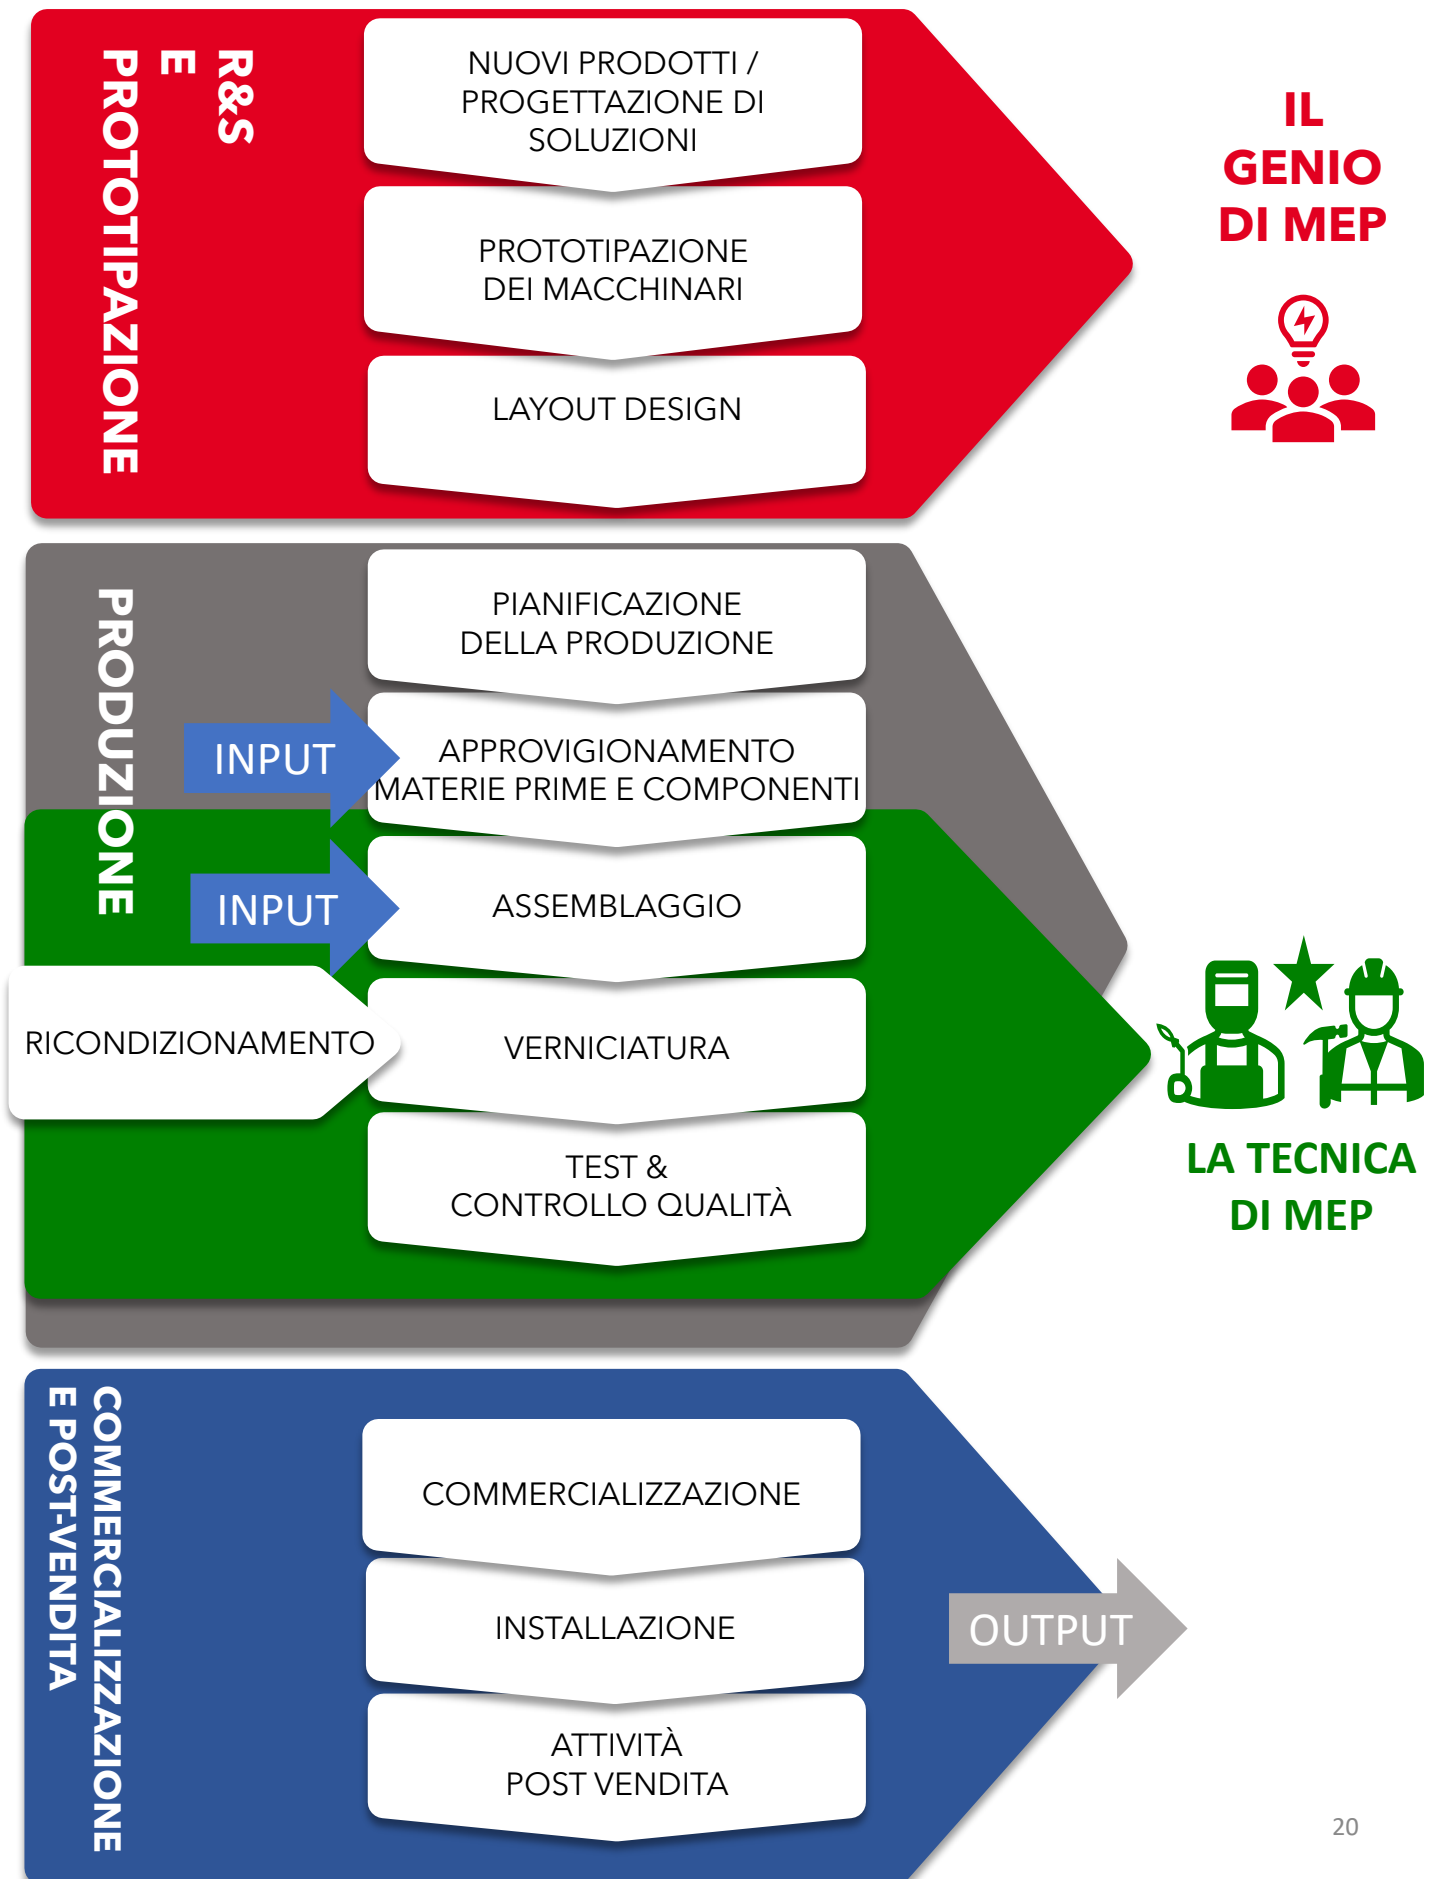 R&S
E
PROTOTIPAZIONE
NUOVI PRODOTTI /
PROGETTAZIONE DI
SOLUZIONI
PROTOTIPAZIONE
DEI MACCHINARI
LAYOUT DESIGN
IL
GENIO
DI MEP
PRODUZIONE
PIANIFICAZIONE
DELLA PRODUZIONE
INPUT
APPROVIGIONAMENTO
MATERIE PRIME E COMPONENTI
INPUT
ASSEMBLAGGIO
RICONDIZIONAMENTO
VERNICIATURA
TEST &
CONTROLLO QUALITÀ
LA TECNICA
DI MEP
COMMERCIALIZZAZIONE
E POST-VENDITA
COMMERCIALIZZAZIONE
INSTALLAZIONE
OUTPUT
ATTIVITÀ
POST VENDITA
20